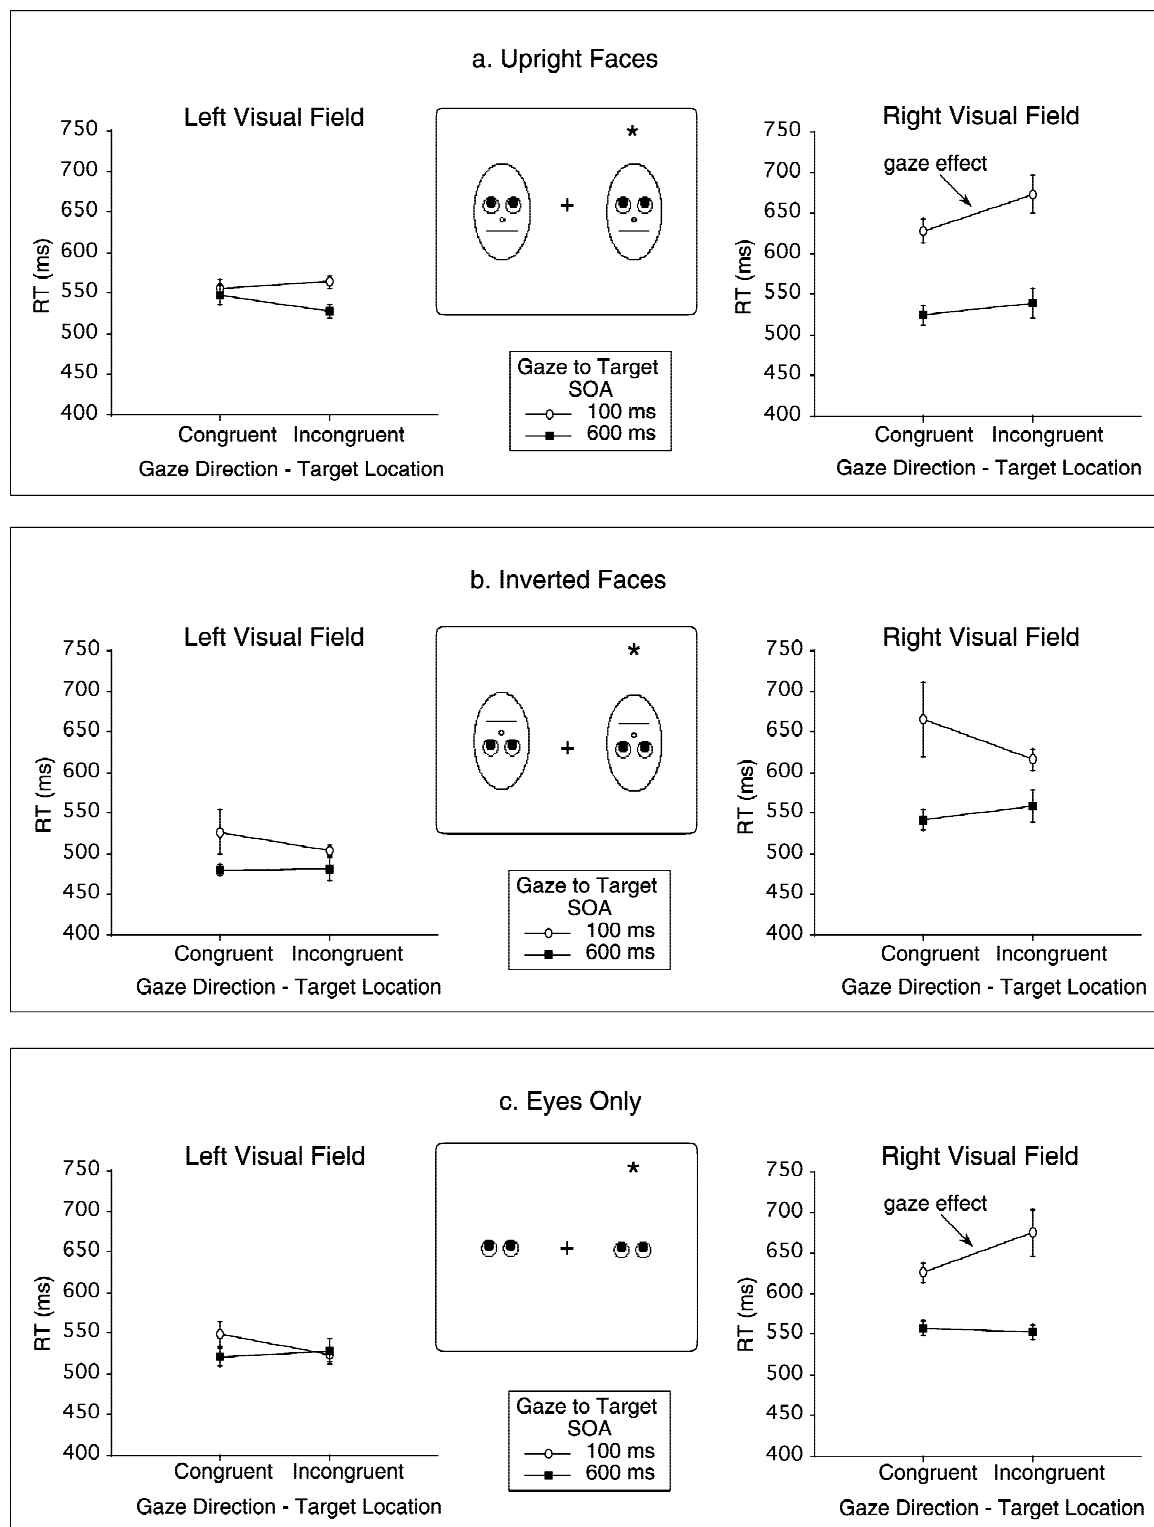 a. Upright Faces
Left Visual Field
750
700
650
600
550
500
450
400
RT (ms)
Congruent Incongruent
Gaze Direction - Target Location
*
+
Gaze to Target
SOA
100 ms
600 ms
Right Visual Field
gaze effect
750
700
650
600
550
500
450
400
RT (ms)
Congruent Incongruent
Gaze Direction - Target Location
b. Inverted Faces
Left Visual Field
750
700
650
600
550
500
450
400
RT (ms)
Congruent Incongruent
Gaze Direction - Target Location
*
+
Gaze to Target
SOA
100 ms
600 ms
Right Visual Field
750
700
650
600
550
500
450
400
RT (ms)
Congruent Incongruent
Gaze Direction - Target Location
c. Eyes Only
Left Visual Field
750
700
650
600
550
500
450
400
RT (ms)
Congruent Incongruent
Gaze Direction - Target Location
*
+
Gaze to Target
SOA
100 ms
600 ms
Right Visual Field
gaze effect
750
700
650
600
550
500
450
400
RT (ms)
Congruent Incongruent
Gaze Direction - Target Location